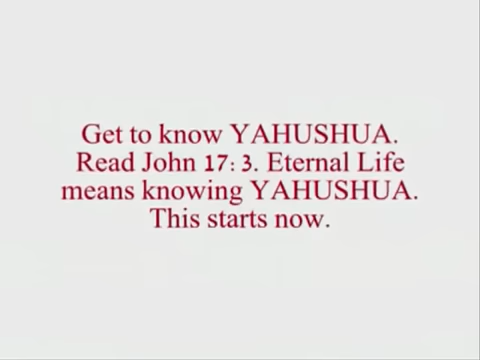 Get to know YAHUSHUA.
Read John 17:3. Eternal Life
means knowing YAHUSHUA.
This starts now.